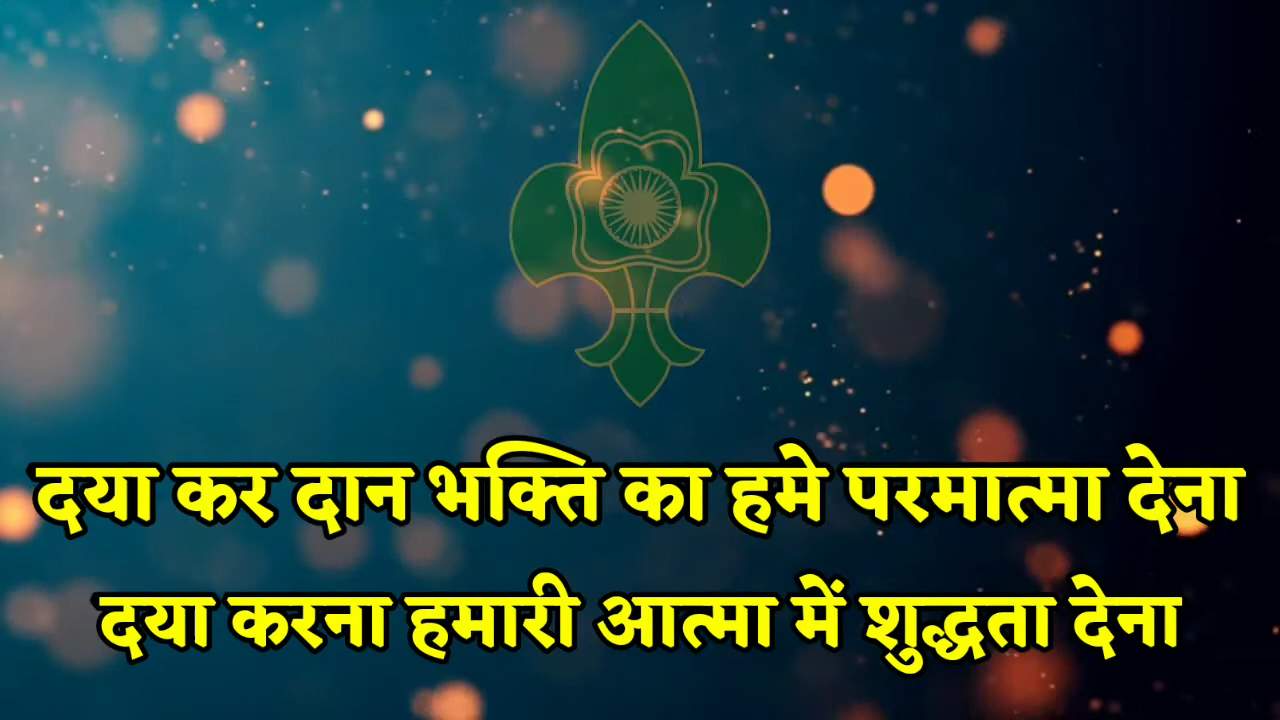 दया कर दान भक्ति का हमे परमात्मा देना
दया करना हमारी आत्मा में शुद्धता देना